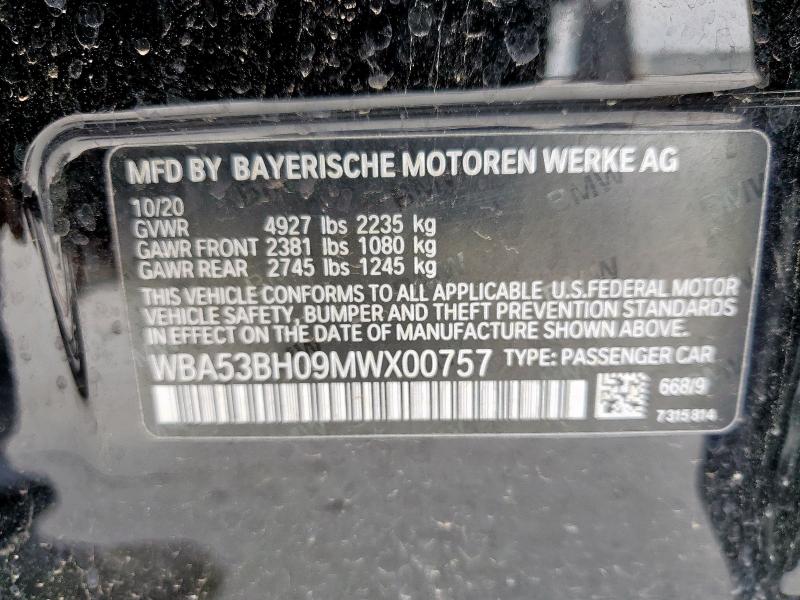 MFD BY BAYERISCHE MOTOREN WERKE AG
10/20
GVWR 4927 lbs 2235 kg
GAWR FRONT 2381 lbs 1080 kg
GAWR REAR 2745 lbs 1245 kg
THIS VEHICLE CONFORMS TO ALL APPLICABLE U.S.FEDERAL MOTOR
VEHICLE SAFETY, BUMPER AND THEFT PREVENTION STANDARDS
IN EFFECT ON THE DATE OF MANUFACTURE SHOWN ABOVE.
WBA53BH09MWX00757 TYPE: PASSENGER CAR
668/9
7315814